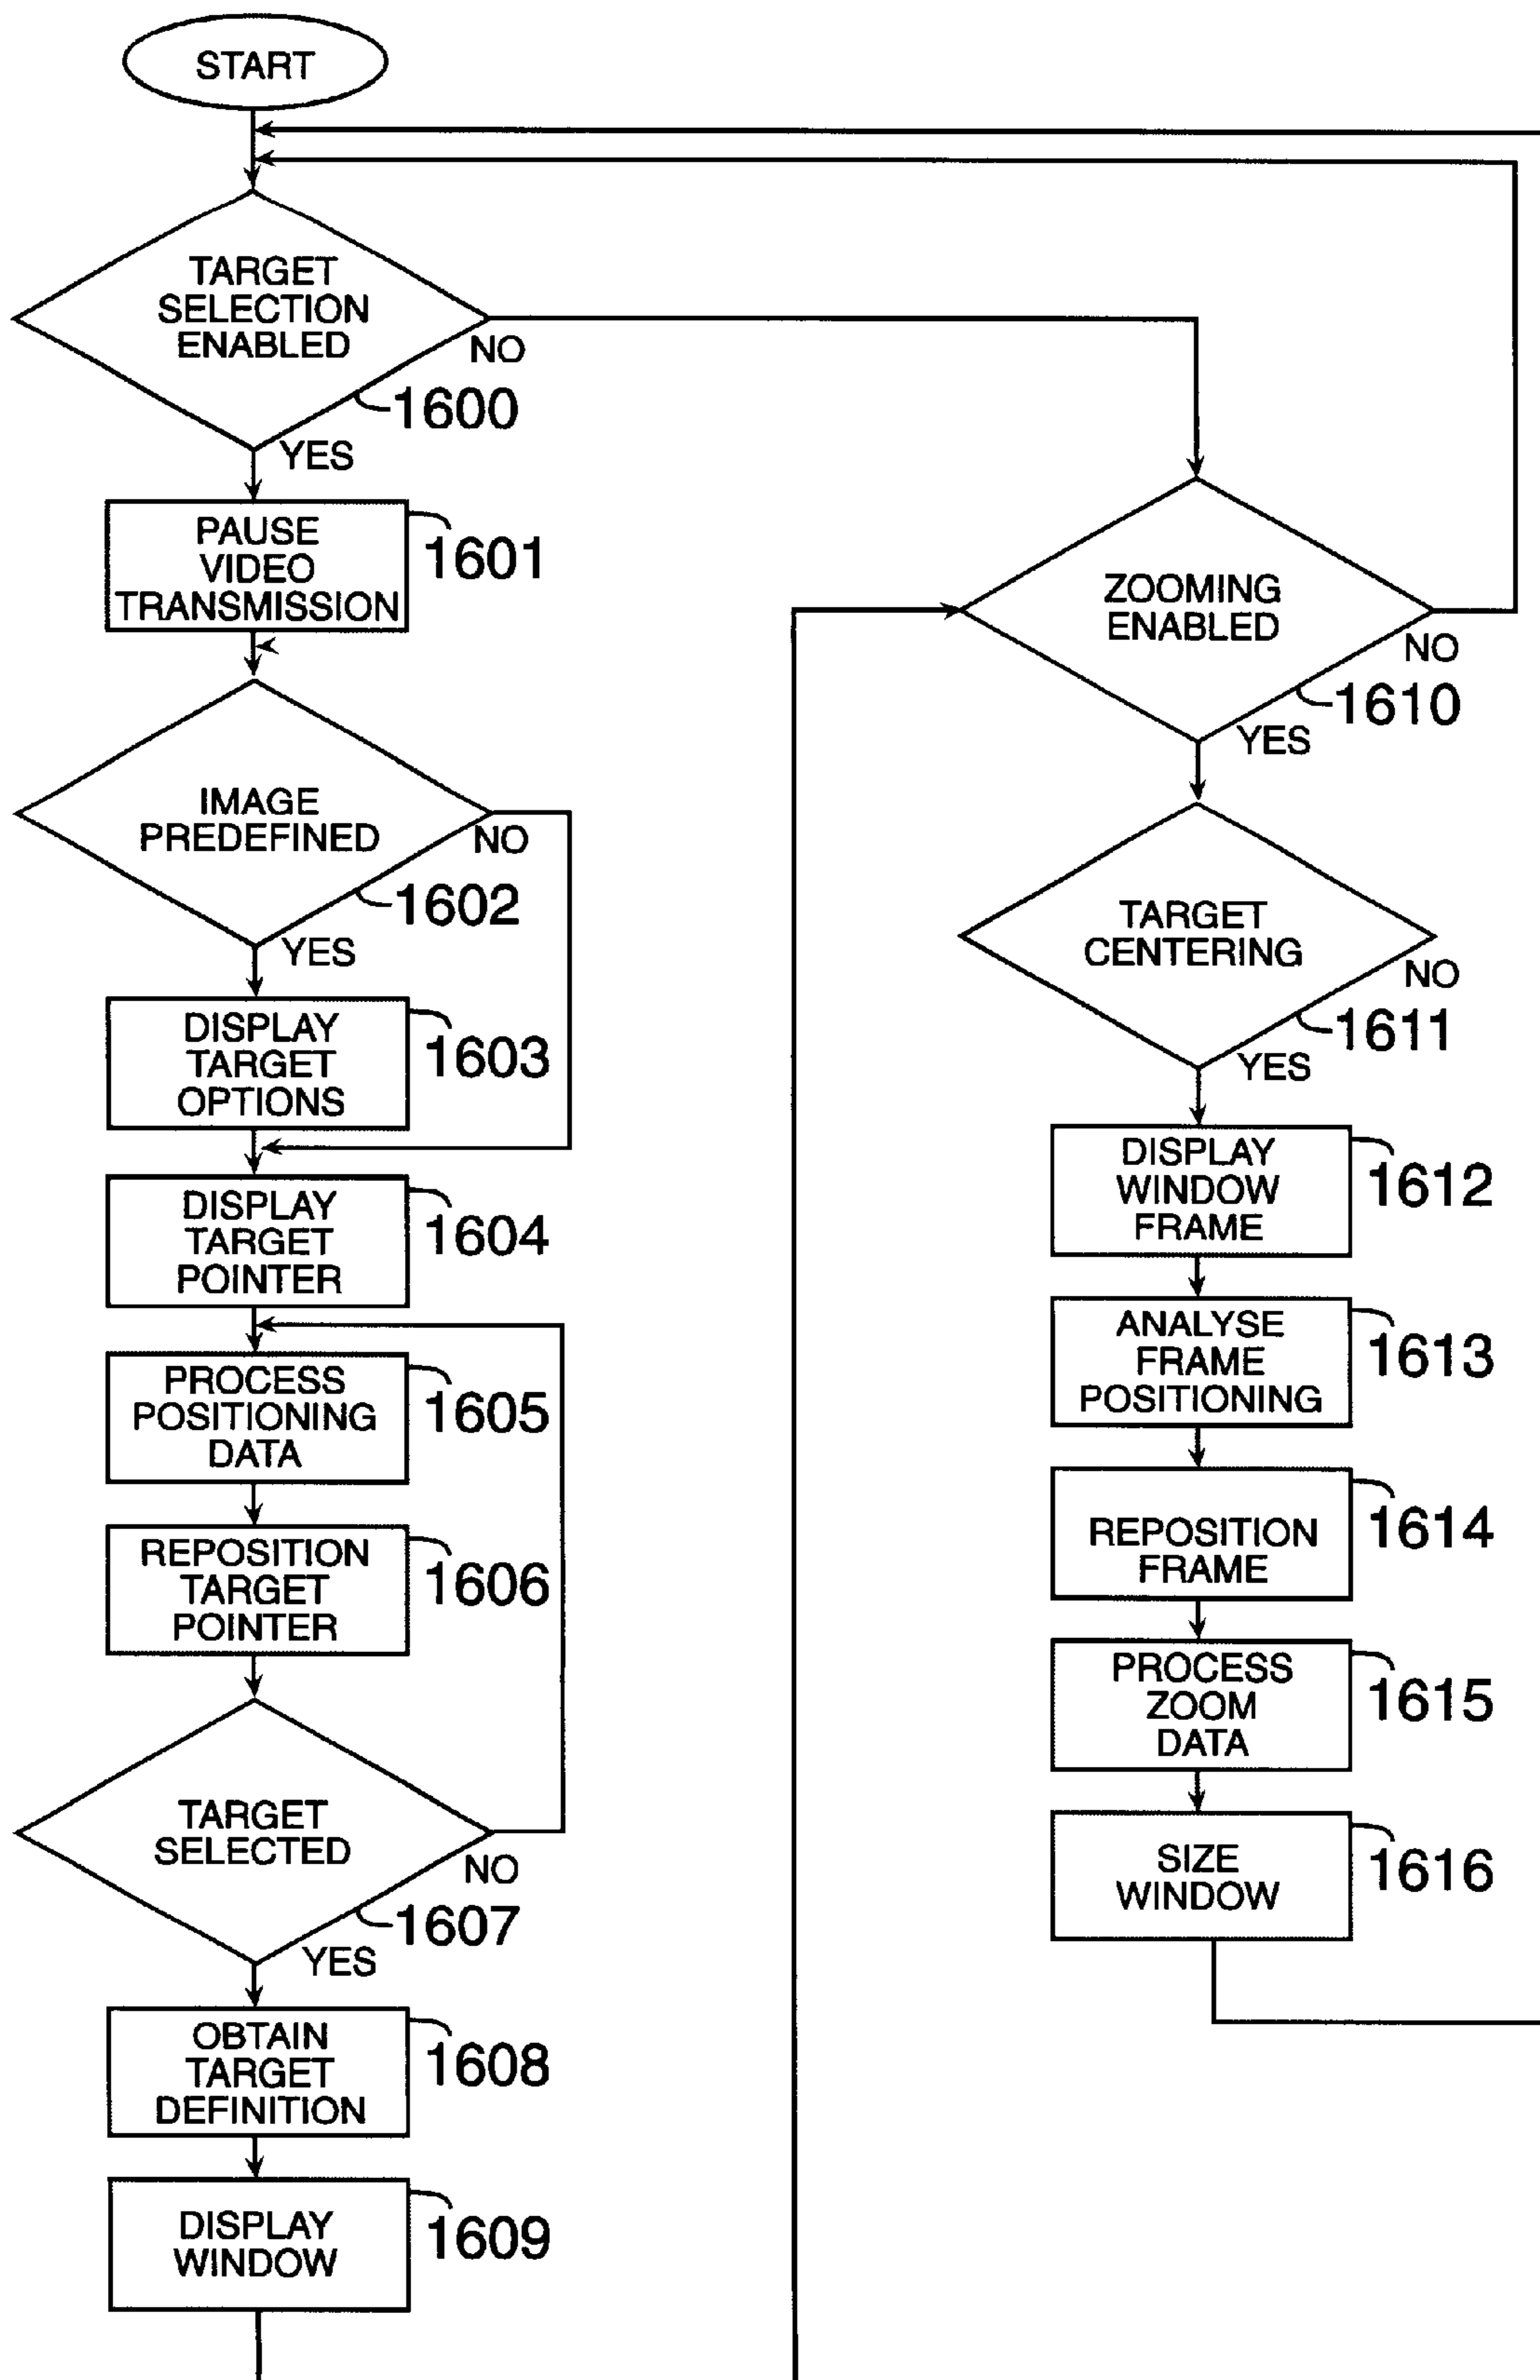 START
TARGET
SELECTION
ENABLED
NO
1600
YES
PAUSE
VIDEO
TRANSMISSION
1601
IMAGE
PREDEFINED
NO
1602
YES
DISPLAY
TARGET
OPTIONS
1603
DISPLAY
TARGET
POINTER
1604
PROCESS
POSITIONING
DATA
1605
REPOSITION
TARGET
POINTER
1606
TARGET
SELECTED
NO
1607
YES
OBTAIN
TARGET
DEFINITION
1608
DISPLAY
WINDOW
1609
ZOOMING
ENABLED
NO
1610
YES
TARGET
CENTERING
NO
1611
YES
DISPLAY
WINDOW
FRAME
1612
ANALYSE
FRAME
POSITIONING
1613
REPOSITION
FRAME
1614
PROCESS
ZOOM
DATA
1615
SIZE
WINDOW
1616